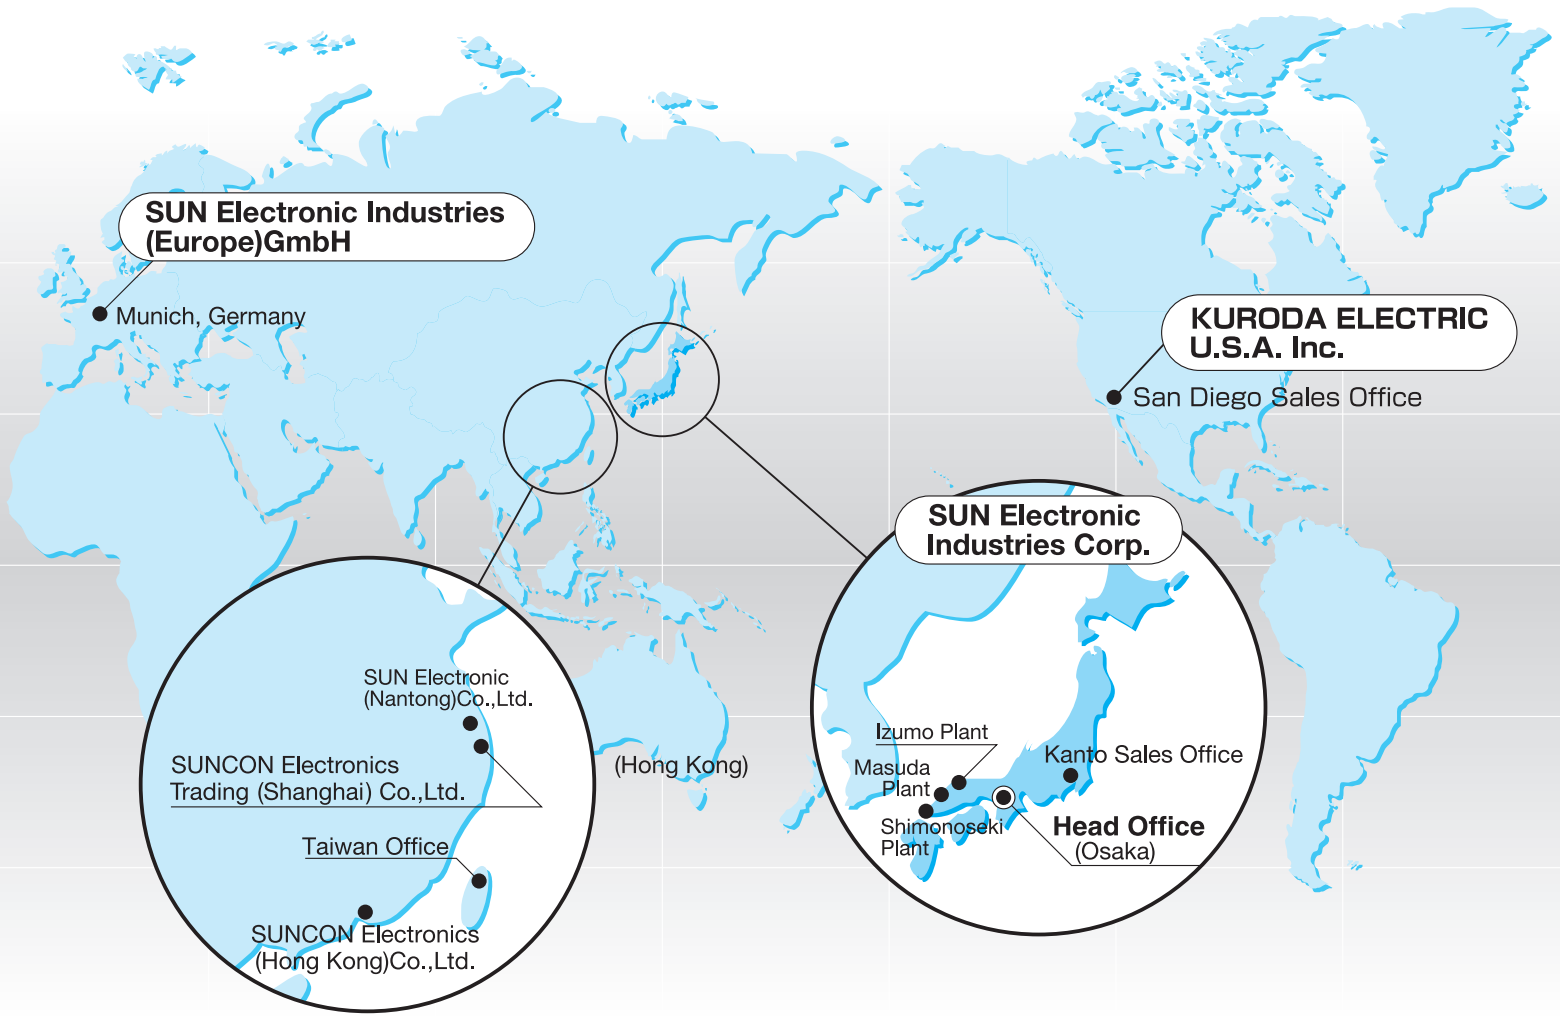 SUN Electronic Industries
(Europe)GmbH
Munich, Germany
KURODA ELECTRIC
U.S.A. Inc.
San Diego Sales Office
SUN Electronic
Industries Corp.
Izumo Plant
Masuda
Plant
Shimonoseki
Plant
Kanto Sales Office
Head Office
(Osaka)
SUN Electronic
(Nantong)Co.,Ltd.
SUNCON Electronics
Trading (Shanghai) Co.,Ltd.
Taiwan Office
SUNCON Electronics
(Hong Kong)Co.,Ltd.
(Hong Kong)